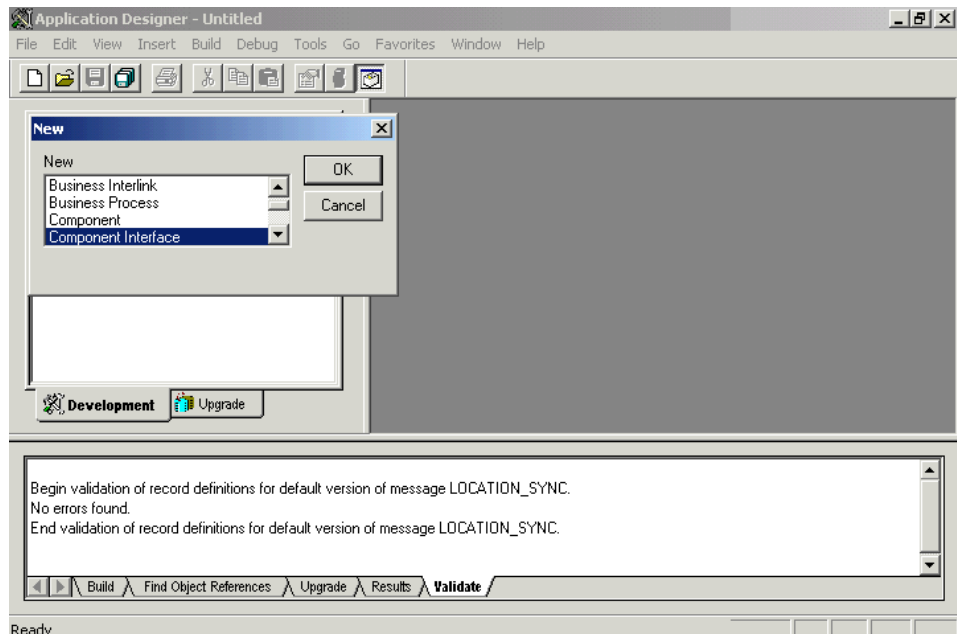 Application Designer - Untitled
File Edit View Insert Build Debug Tools Go Favorites Window Help
New
New
OK
Business Interlink
Business Process
Cancel
Component
Component Interface
Development
Upgrade
Begin validation of record definitions for default version of message LOCATION_SYNC.
No errors found.
End validation of record definitions for default version of message LOCATION_SYNC.
Build Find Object References Upgrade Results Validate
Ready